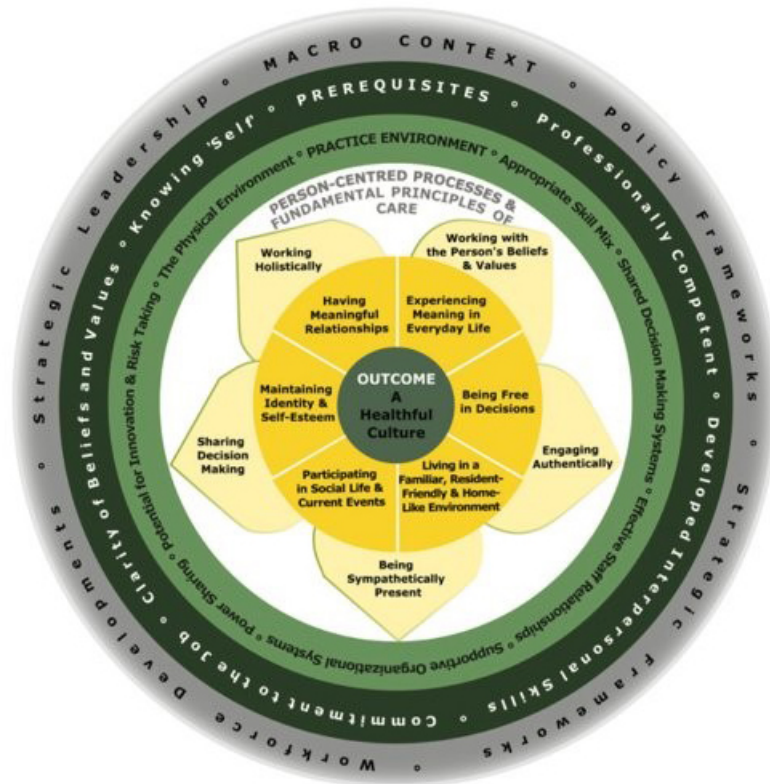 MACRO CONTEXT ° Policy Frameworks ° Strategic Frameworks ° Workforce Developments ° Strategic Leadership °
PREREQUISITES ° Professionally Competent ° Developed Interpersonal Skills ° Commitment to the Job ° Clarity of Beliefs and Values ° Knowing 'Self' °
PRACTICE ENVIRONMENT ° Appropriate Skill Mix ° Shared Decision Making Systems ° Effective Staff Relationships ° Supportive Organizational Systems ° Power Sharing ° Potential for Innovation & Risk Taking ° The Physical Environment °
PERSON-CENTRED PROCESSES &
FUNDAMENTAL PRINCIPLES OF
CARE
Working
Holistically
Working with
the Person's Beliefs
& Values
Engaging
Authentically
Being
Sympathetically
Present
Sharing
Decision
Making
Having
Meaningful
Relationships
Experiencing
Meaning in
Everyday Life
Being Free
in Decisions
Living in a
Familiar, Resident-
Friendly & Home-
Like Environment
Participating
in Social Life &
Current Events
Maintaining
Identity &
Self-Esteem
OUTCOME
A
Healthful
Culture